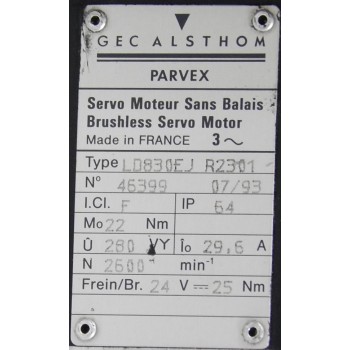 GEC ALSTHOM
PARVEX
Servo Moteur Sans Balais
Brushless Servo Motor
Made in FRANCE 3~
Type LD830EJ R2301
N° 46399 07/93
I.Cl. F IP 64
Mo 22 Nm
Û 280 VY Îo 29.6 A
N 2600 min⁻¹
Frein/Br. 24 V⎓ 25 Nm